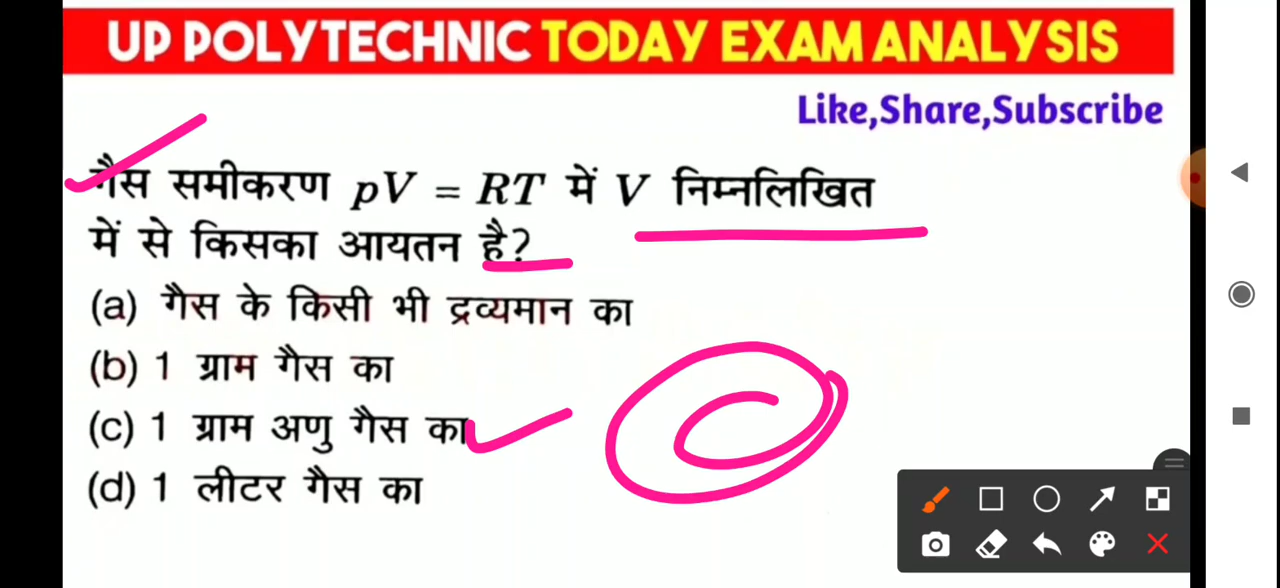 UP POLYTECHNIC TODAY EXAM ANALYSIS
Like,Share,Subscribe
गैस समीकरण pV = RT में V निम्नलिखित
में से किसका आयतन है?
(a) गैस के किसी भी द्रव्यमान का
(b) 1 ग्राम गैस का
(c) 1 ग्राम अणु गैस का
(d) 1 लीटर गैस का